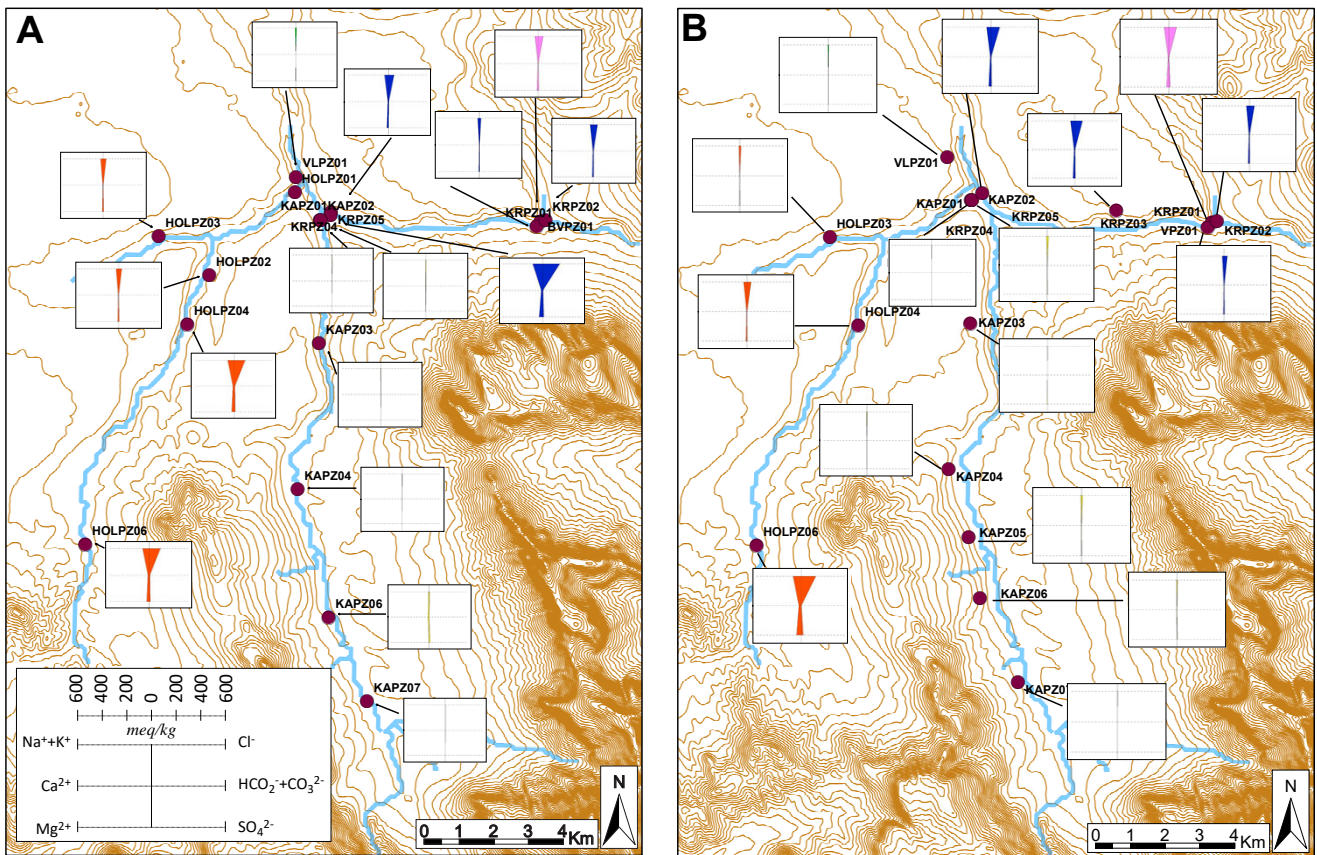 A
VLPZ01
HOLPZ01
KAPZ01
KAPZ02
HOLPZ03
KRPZ04
KRPZ05
KRPZ01
KRPZ02
BVPZ01
HOLPZ02
HOLPZ04
KAPZ03
KAPZ04
HOLPZ06
KAPZ06
KAPZ07
600 400 200 0 200 400 600
meq/kg
Na⁺+K⁺ Cl⁻
Ca²⁺ HCO₂⁻+CO₃²⁻
Mg²⁺ SO₄²⁻
0 1 2 3 4 Km
N
B
VLPZ01
KAPZ01
KAPZ02
HOLPZ03
KRPZ04
KRPZ05
KRPZ03
KRPZ01
VPZ01
KRPZ02
HOLPZ04
KAPZ03
KAPZ04
HOLPZ06
KAPZ05
KAPZ06
KAPZ0
0 1 2 3 4 Km
N